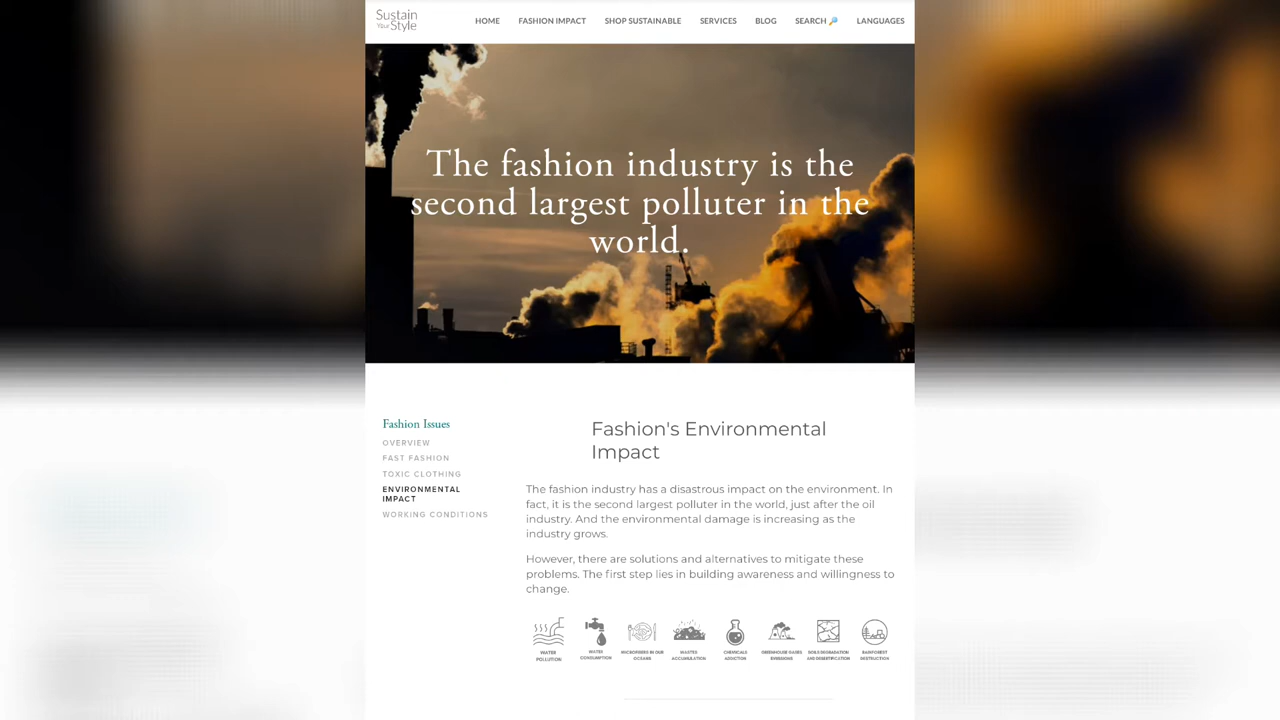 Sustain
Your Style
HOME FASHION IMPACT SHOP SUSTAINABLE SERVICES BLOG SEARCH 🔎 LANGUAGES
The fashion industry is the
second largest polluter in the
world.
Fashion Issues
OVERVIEW
FAST FASHION
TOXIC CLOTHING
ENVIRONMENTAL
IMPACT
WORKING CONDITIONS
Fashion's Environmental
Impact
The fashion industry has a disastrous impact on the environment. In
fact, it is the second largest polluter in the world, just after the oil
industry. And the environmental damage is increasing as the
industry grows.
However, there are solutions and alternatives to mitigate these
problems. The first step lies in building awareness and willingness to
change.
WATER
POLLUTION
WATER
CONSUMPTION
MICROFIBERS IN OUR
OCEANS
WASTES
ACCUMULATION
CHEMICALS
ADDICTION
GREENHOUSE GASES
EMISSIONS
SOILS DEGRADATION
AND DESERTIFICATION
RAINFOREST
DESTRUCTION